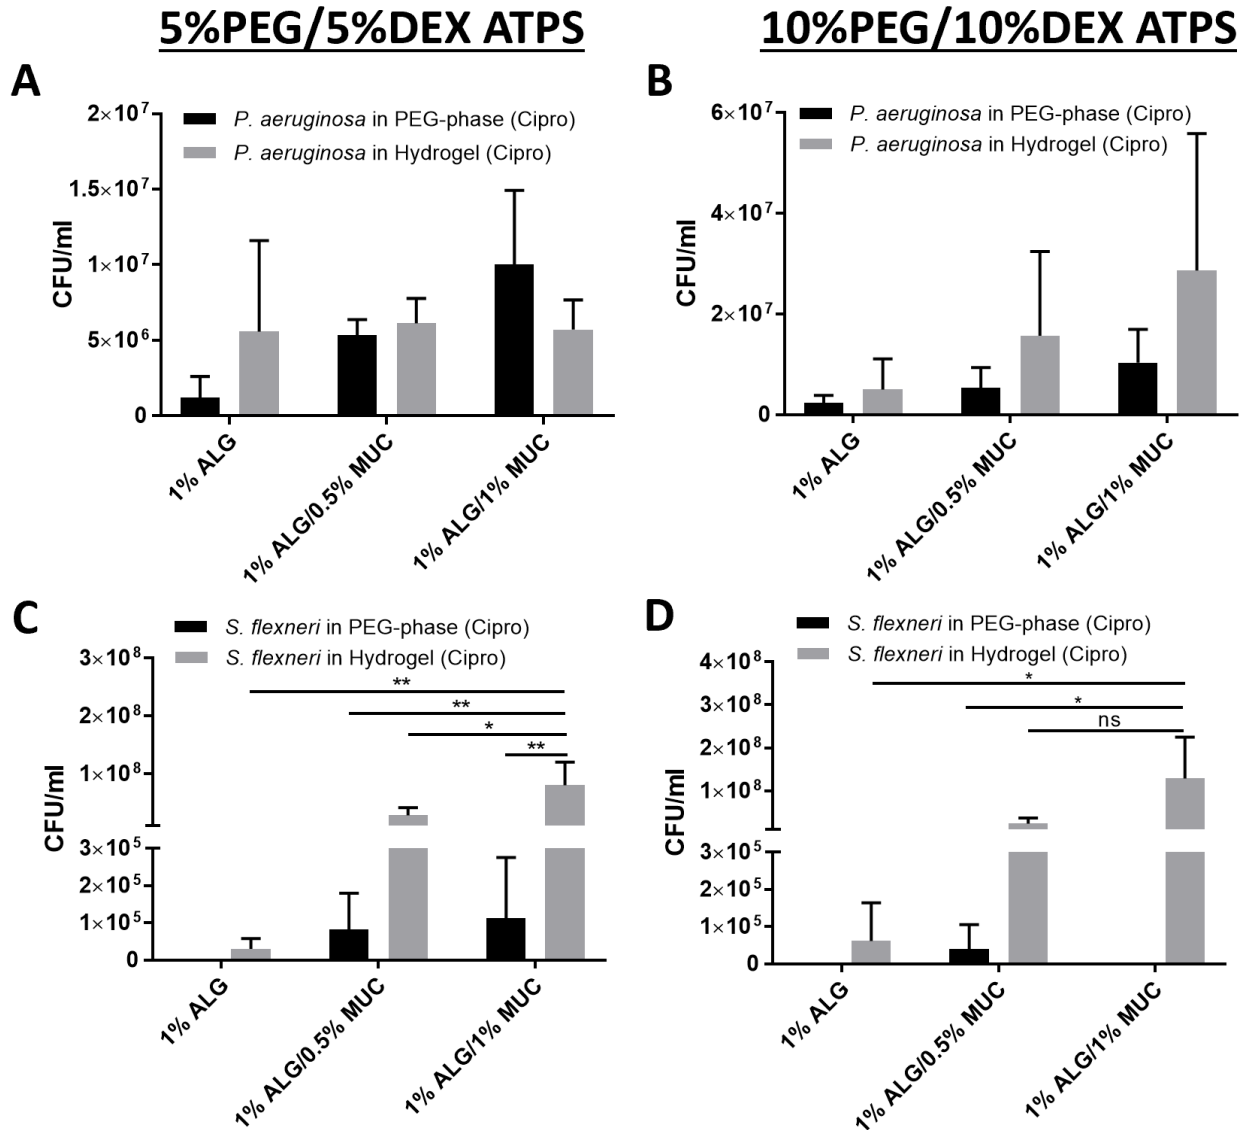 5%PEG/5%DEX ATPS
10%PEG/10%DEX ATPS
A
P. aeruginosa in PEG-phase (Cipro)
P. aeruginosa in Hydrogel (Cipro)
CFU/ml
2×10⁷
1.5×10⁷
1×10⁷
5×10⁶
0
1% ALG
1% ALG/0.5% MUC
1% ALG/1% MUC
B
P. aeruginosa in PEG-phase (Cipro)
P. aeruginosa in Hydrogel (Cipro)
CFU/ml
6×10⁷
4×10⁷
2×10⁷
0
1% ALG
1% ALG/0.5% MUC
1% ALG/1% MUC
C
S. flexneri in PEG-phase (Cipro)
S. flexneri in Hydrogel (Cipro)
CFU/ml
3×10⁸
2×10⁸
1×10⁸
3×10⁵
2×10⁵
1×10⁵
0
**
**
*
**
1% ALG
1% ALG/0.5% MUC
1% ALG/1% MUC
D
S. flexneri in PEG-phase (Cipro)
S. flexneri in Hydrogel (Cipro)
CFU/ml
4×10⁸
3×10⁸
2×10⁸
1×10⁸
3×10⁵
2×10⁵
1×10⁵
0
*
*
ns
1% ALG
1% ALG/0.5% MUC
1% ALG/1% MUC